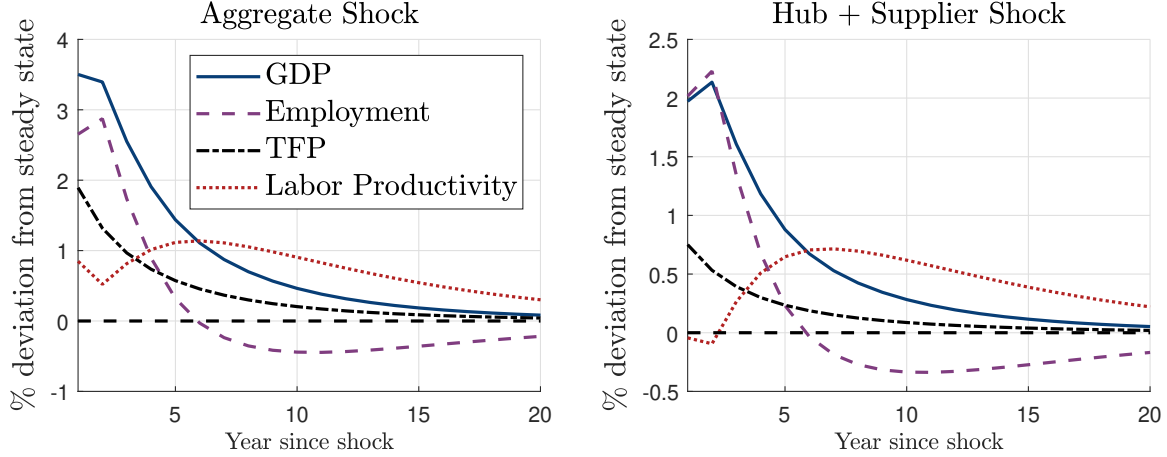 Aggregate Shock
% deviation from steady state
4
3
2
1
0
-1
GDP
Employment
TFP
Labor Productivity
5
10
15
20
Year since shock
Hub + Supplier Shock
% deviation from steady state
2.5
2
1.5
1
0.5
0
-0.5
5
10
15
20
Year since shock